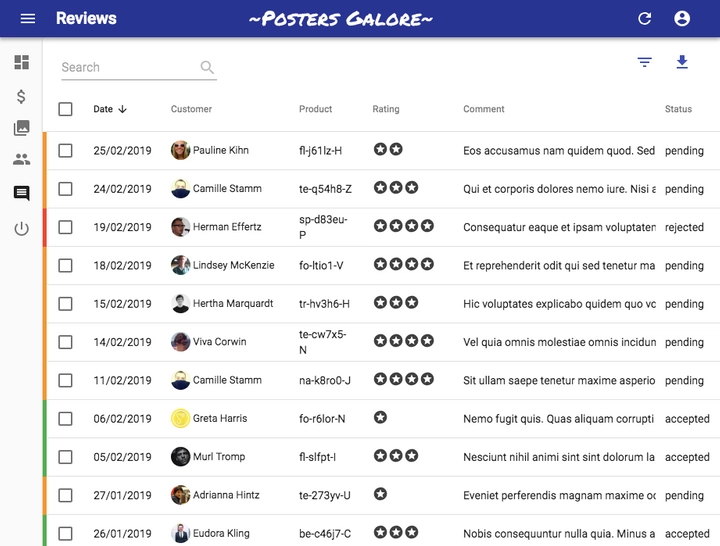 Reviews
~Posters Galore~
Search
Date Customer Product Rating Comment Status
25/02/2019 Pauline Kihn fl-j61lz-H Eos accusamus nam quidem quod. Sed pending
24/02/2019 Camille Stamm te-q54h8-Z Qui et corporis dolores nemo iure. Nisi a pending
19/02/2019 Herman Effertz sp-d83eu-P Consequatur eaque et ipsam voluptaten rejected
18/02/2019 Lindsey McKenzie fo-ltio1-V Et reprehenderit odit qui sed tenetur ma pending
15/02/2019 Hertha Marquardt tr-hv3h6-H Hic voluptates explicabo quidem quo vo pending
14/02/2019 Viva Corwin te-cw7x5-N Vel quia omnis molestiae omnis incidun pending
11/02/2019 Camille Stamm na-k8ro0-J Sit ullam saepe tenetur maxime asperio pending
06/02/2019 Greta Harris fo-r6lor-N Nemo fugit quis. Quas aliquam corrupti accepted
05/02/2019 Murl Tromp fl-slfpt-I Nesciunt nihil animi sint sint dolorum la accepted
27/01/2019 Adrianna Hintz te-273yv-U Eveniet perferendis magnam maxime oc pending
26/01/2019 Eudora Kling be-c46j7-C Nobis consequuntur nulla quia. Minus a accepted